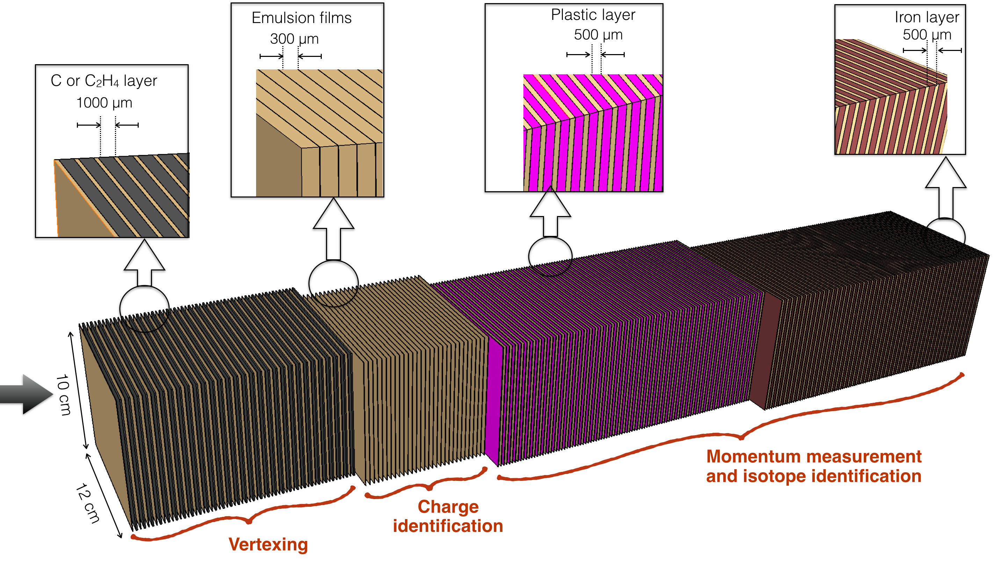 Emulsion films
300 µm
Plastic layer
500 µm
Iron layer
500 µm
C or C₂H₄ layer
1000 µm
10 cm
12 cm
Momentum measurement
and isotope identification
Charge
identification
Vertexing